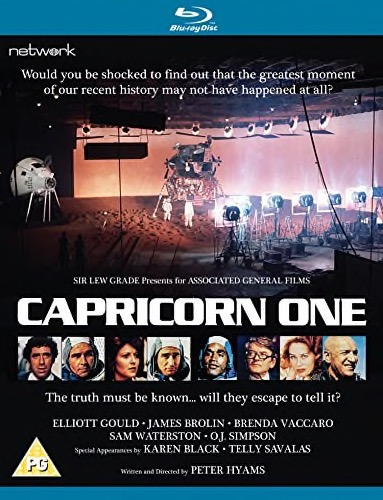 Blu-ray Disc
network
Would you be shocked to find out that the greatest moment
of our recent history may not have happened at all?
SIR LEW GRADE Presents for ASSOCIATED GENERAL FILMS
CAPRICORN ONE
The truth must be known... will they escape to tell it?
ELLIOTT GOULD · JAMES BROLIN · BRENDA VACCARO
SAM WATERSTON · O.J. SIMPSON
Special Appearances by KAREN BLACK · TELLY SAVALAS
Written and Directed by PETER HYAMS
PG